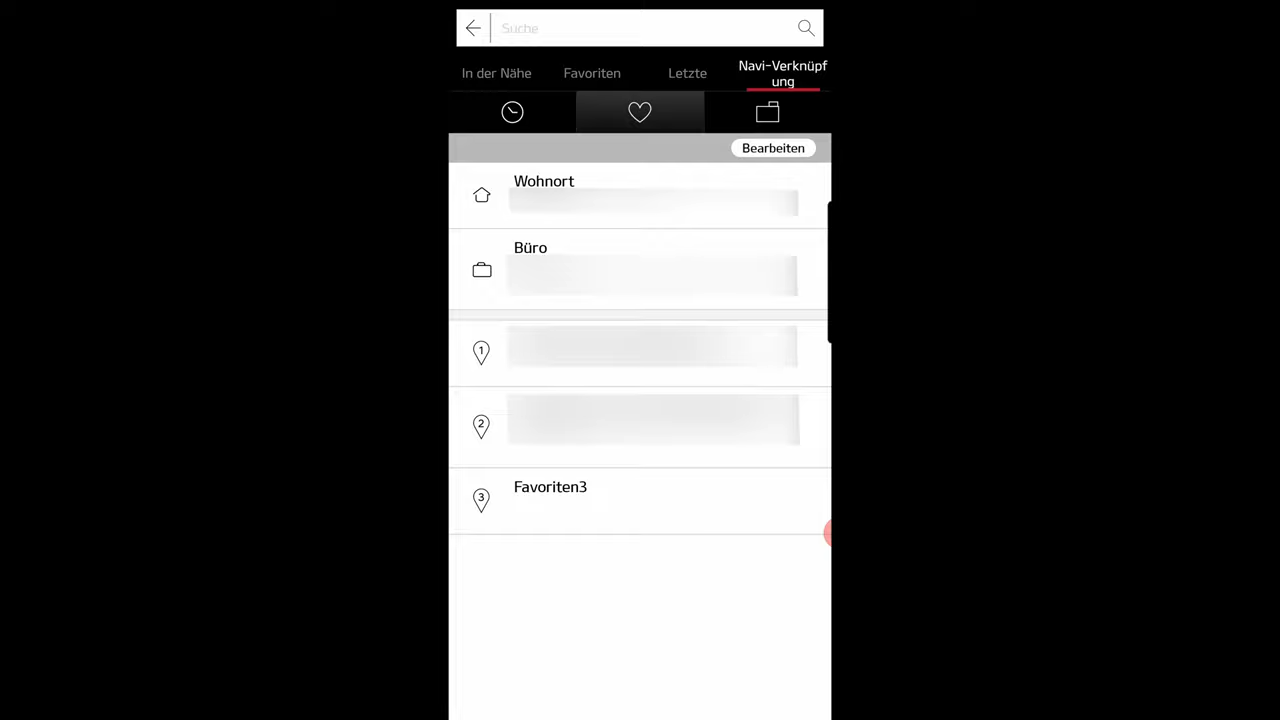 Suche
In der Nähe
Favoriten
Letzte
Navi-Verknüpf
ung
Bearbeiten
Wohnort
Büro
1
2
Favoriten3
3